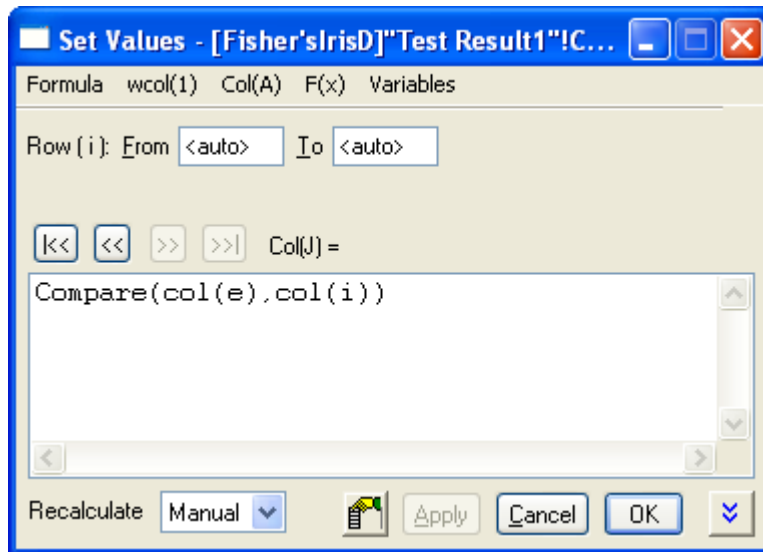 Set Values - [Fisher'sIrisD]"Test Result1"!C...
Formula wcol(1) Col(A) F(x) Variables
Row ( i ): From <auto> To <auto>
|<< << >> >>| Col(J) =
Compare(col(e),col(i))
Recalculate Manual Apply Cancel OK